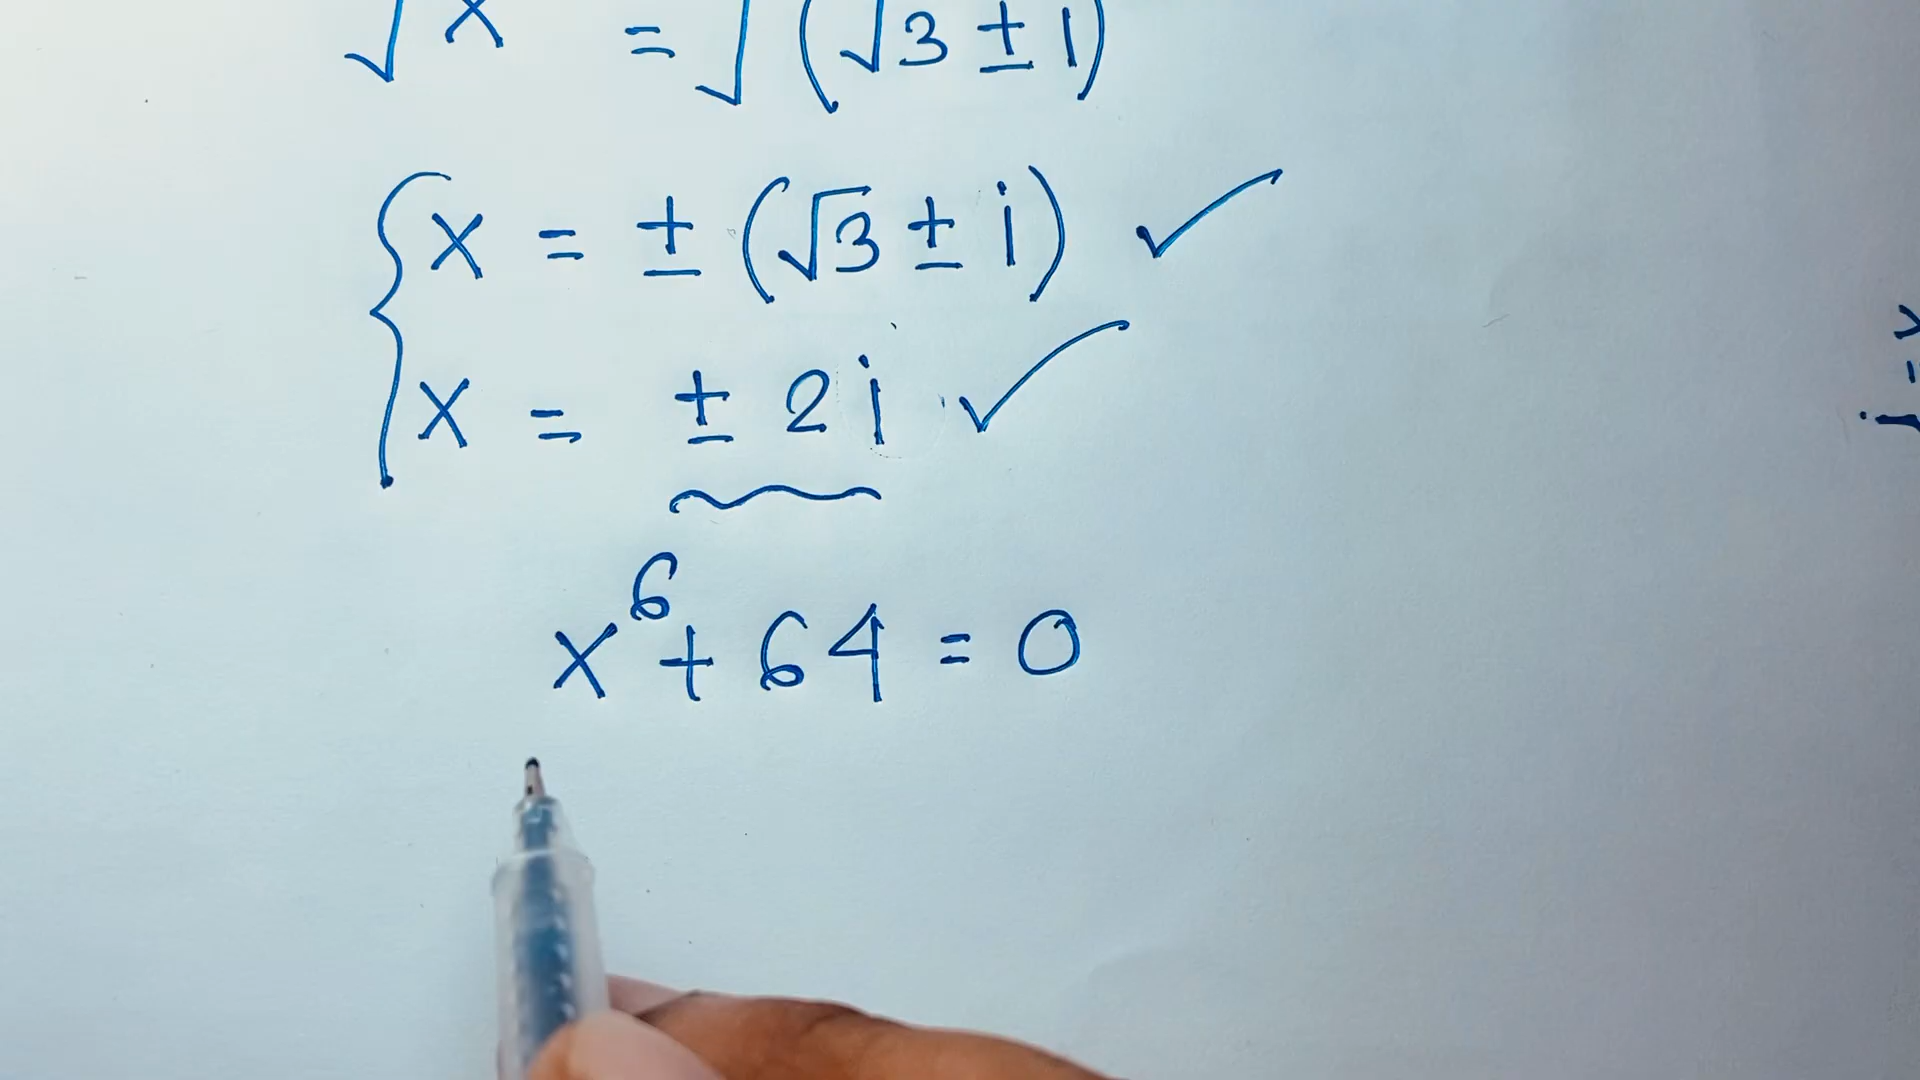 √x = √(√3 ± i)
x = ± (√3 ± i) ✓
x = ± 2i ✓
x⁶ + 64 = 0